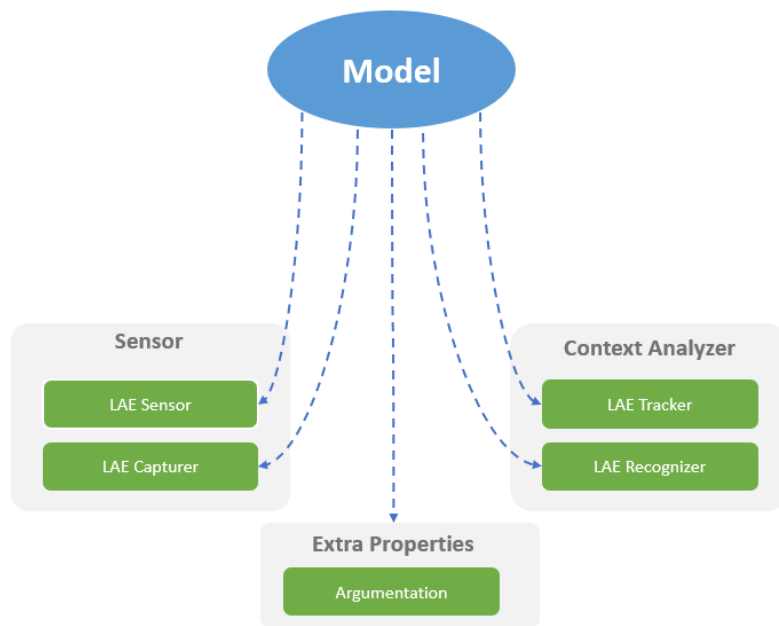 Model
Sensor
LAE Sensor
LAE Capturer
Context Analyzer
LAE Tracker
LAE Recognizer
Extra Properties
Argumentation